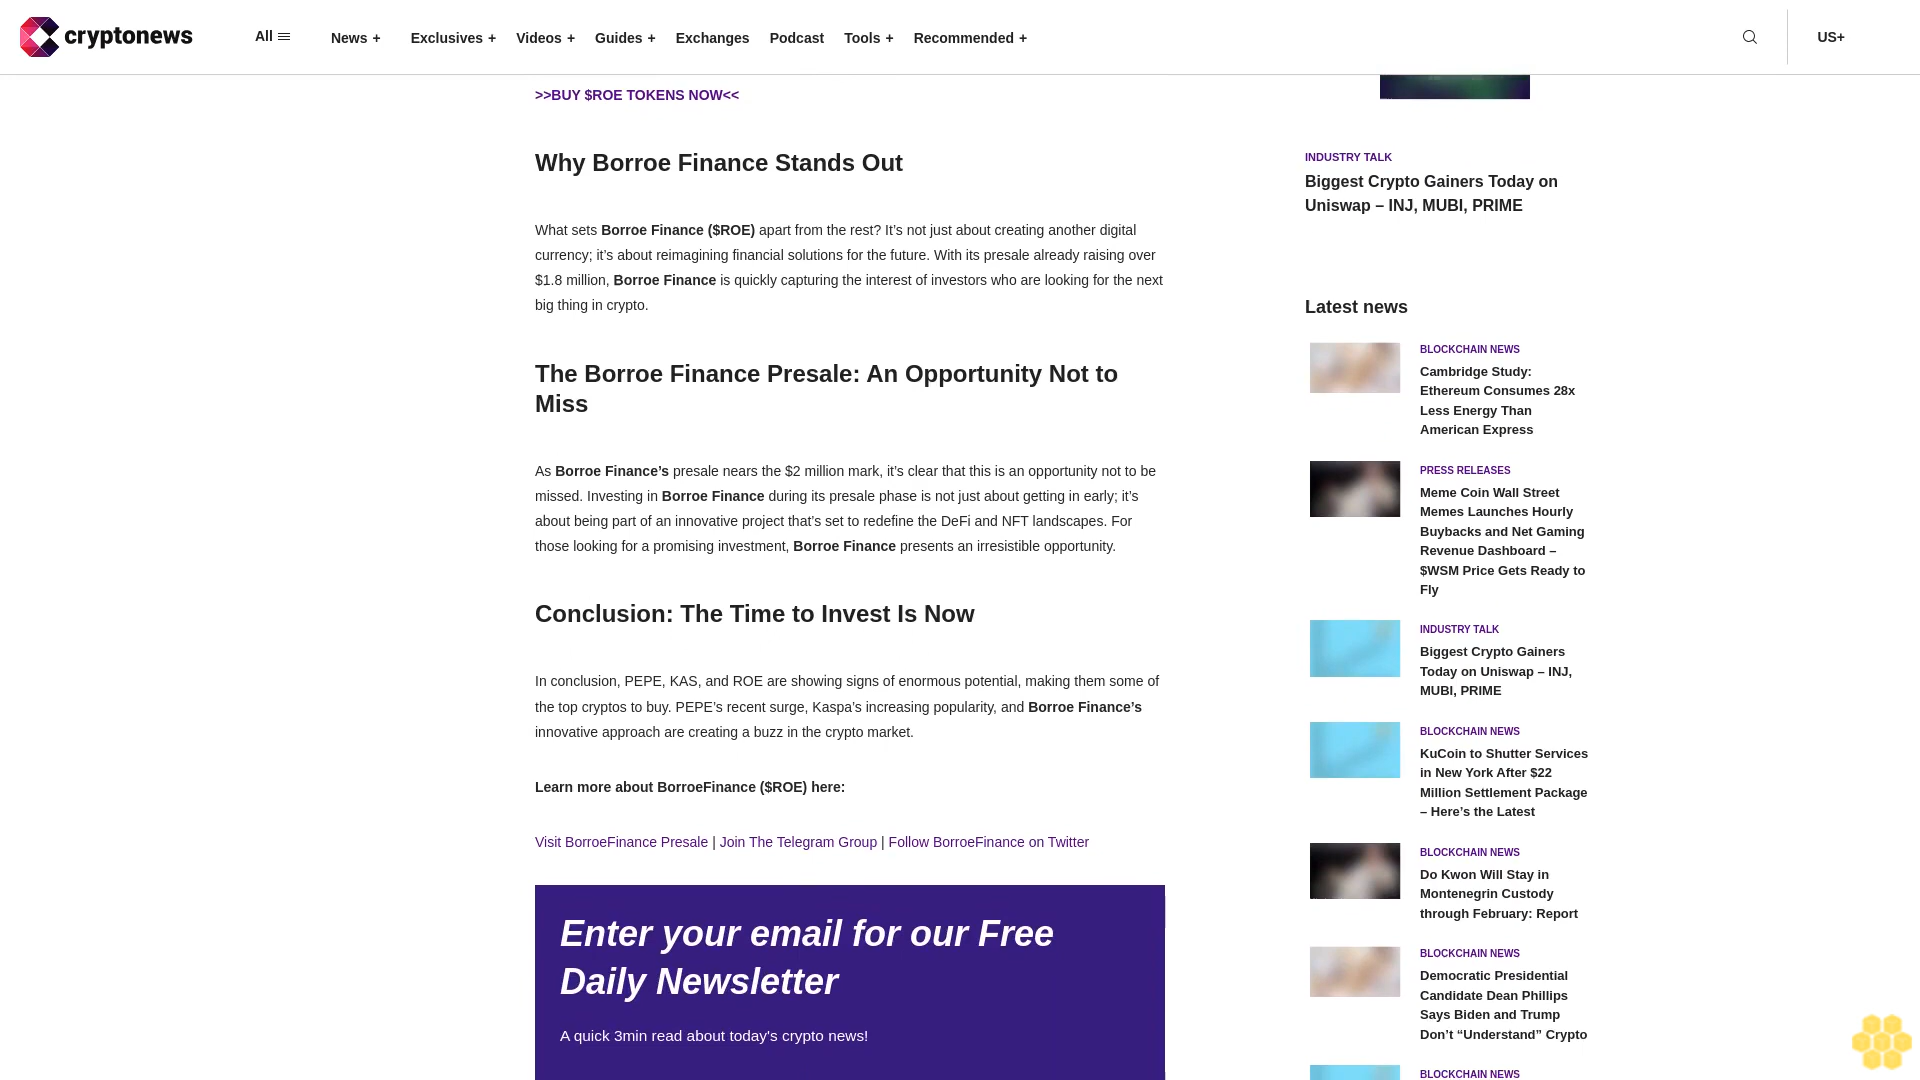 cryptonews
All
News +
Exclusives +
Videos +
Guides +
Exchanges
Podcast
Tools +
Recommended +
US+
>>BUY $ROE TOKENS NOW<<
Why Borroe Finance Stands Out
What sets Borroe Finance ($ROE) apart from the rest? It’s not just about creating another digital
currency; it’s about reimagining financial solutions for the future. With its presale already raising over
$1.8 million, Borroe Finance is quickly capturing the interest of investors who are looking for the next
big thing in crypto.
The Borroe Finance Presale: An Opportunity Not to
Miss
As Borroe Finance’s presale nears the $2 million mark, it’s clear that this is an opportunity not to be
missed. Investing in Borroe Finance during its presale phase is not just about getting in early; it’s
about being part of an innovative project that’s set to redefine the DeFi and NFT landscapes. For
those looking for a promising investment, Borroe Finance presents an irresistible opportunity.
Conclusion: The Time to Invest Is Now
In conclusion, PEPE, KAS, and ROE are showing signs of enormous potential, making them some of
the top cryptos to buy. PEPE’s recent surge, Kaspa’s increasing popularity, and Borroe Finance’s
innovative approach are creating a buzz in the crypto market.
Learn more about BorroeFinance ($ROE) here:
Visit BorroeFinance Presale | Join The Telegram Group | Follow BorroeFinance on Twitter
Enter your email for our Free
Daily Newsletter
A quick 3min read about today's crypto news!
INDUSTRY TALK
Biggest Crypto Gainers Today on
Uniswap – INJ, MUBI, PRIME
Latest news
BLOCKCHAIN NEWS
Cambridge Study:
Ethereum Consumes 28x
Less Energy Than
American Express
PRESS RELEASES
Meme Coin Wall Street
Memes Launches Hourly
Buybacks and Net Gaming
Revenue Dashboard –
$WSM Price Gets Ready to
Fly
INDUSTRY TALK
Biggest Crypto Gainers
Today on Uniswap – INJ,
MUBI, PRIME
BLOCKCHAIN NEWS
KuCoin to Shutter Services
in New York After $22
Million Settlement Package
– Here’s the Latest
BLOCKCHAIN NEWS
Do Kwon Will Stay in
Montenegrin Custody
through February: Report
BLOCKCHAIN NEWS
Democratic Presidential
Candidate Dean Phillips
Says Biden and Trump
Don’t “Understand” Crypto
BLOCKCHAIN NEWS